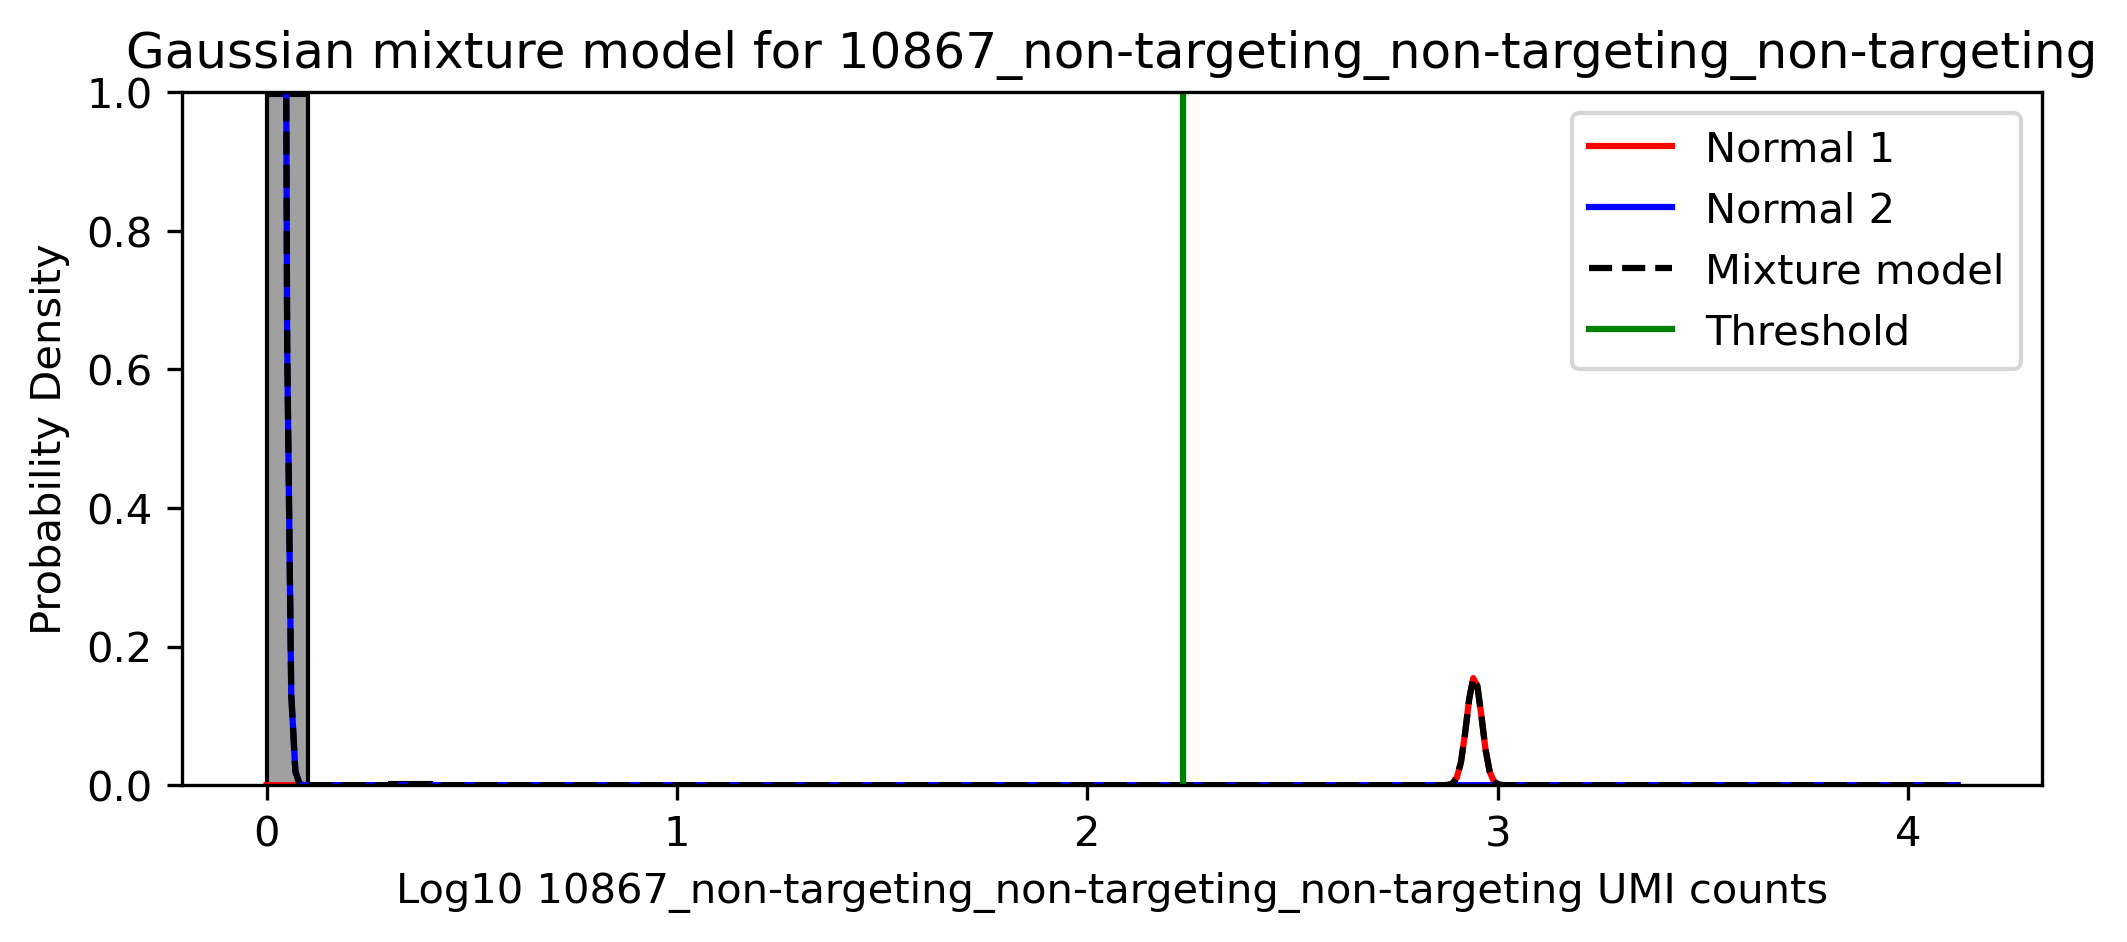 Gaussian mixture model for 10867_non-targeting_non-targeting_non-targeting
Probability Density
1.0
0.8
0.6
0.4
0.2
0.0
Normal 1
Normal 2
Mixture model
Threshold
0 1 2 3 4
Log10 10867_non-targeting_non-targeting_non-targeting UMI counts